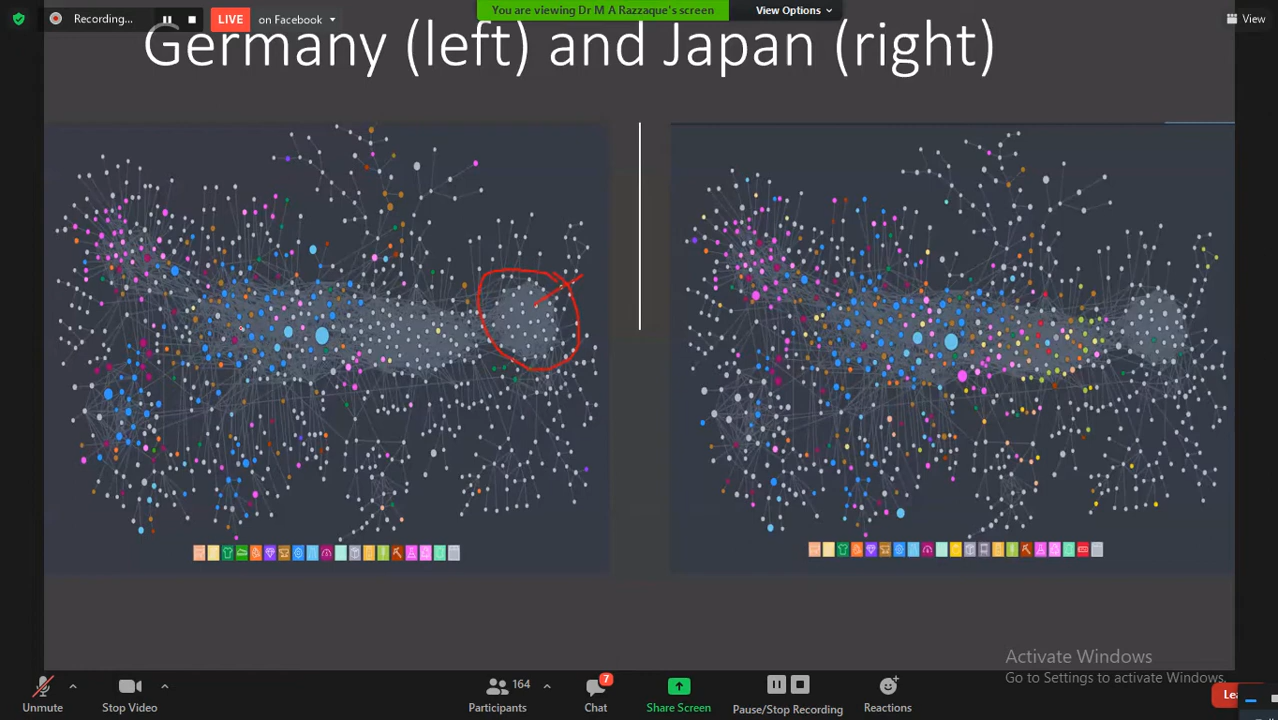 Recording...
LIVE
on Facebook
You are viewing Dr M A Razzaque's screen
View Options
View
Germany (left) and Japan (right)
Activate Windows
Go to Settings to activate Windows.
Unmute
Stop Video
164
Participants
7
Chat
Share Screen
Pause/Stop Recording
Reactions